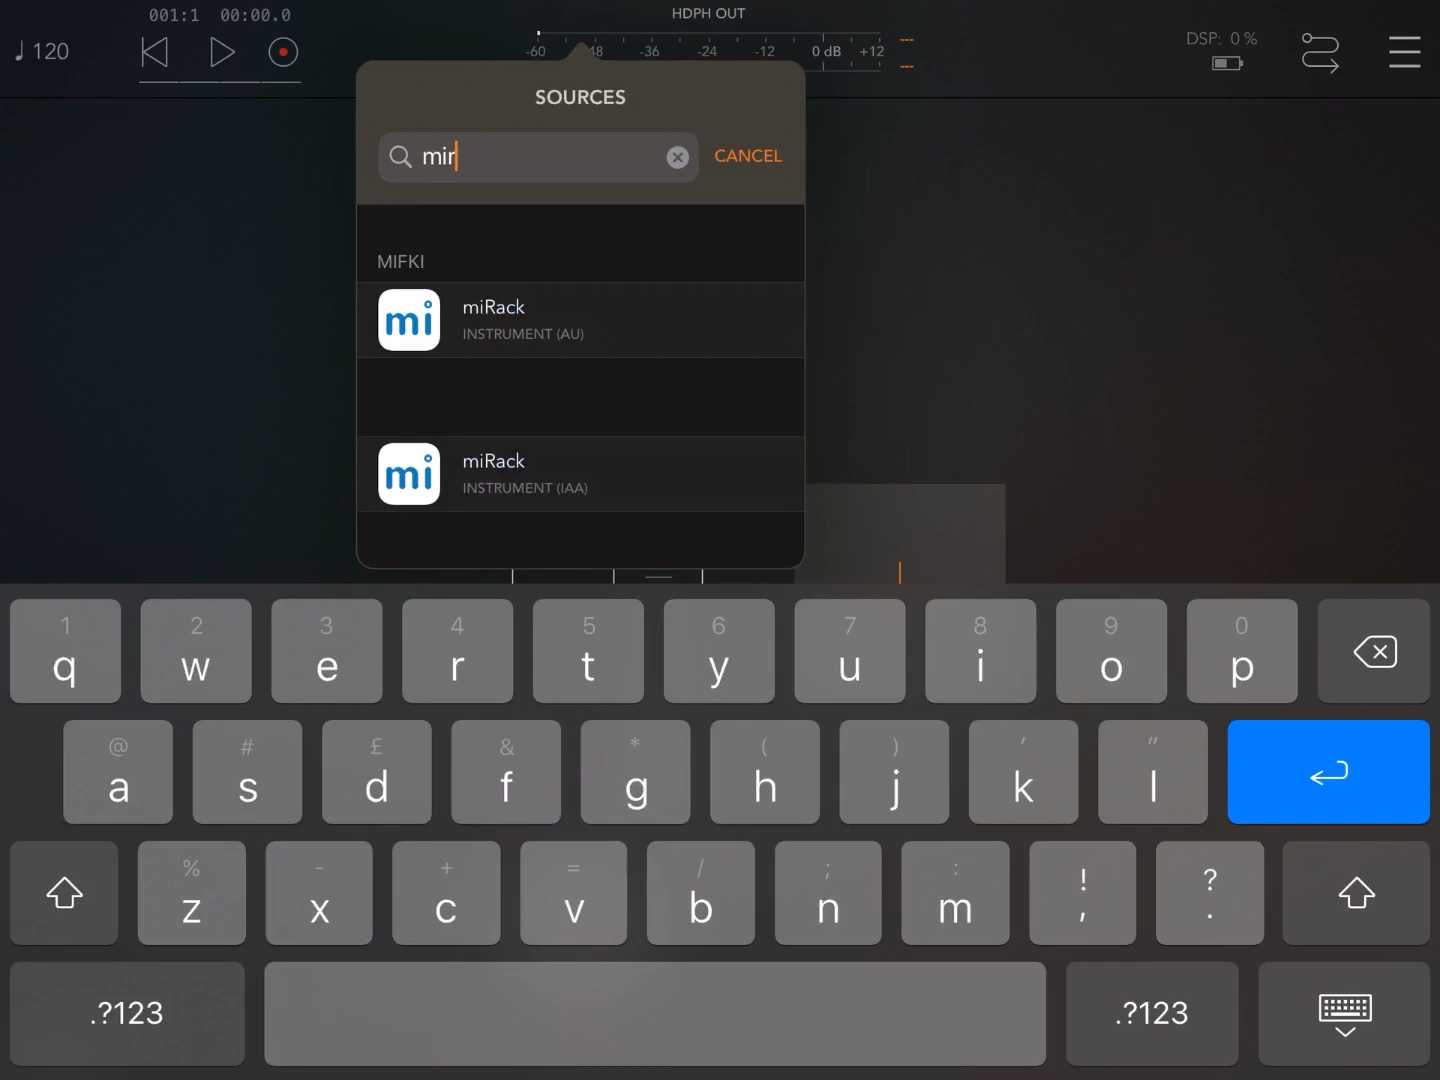 001:1 00:00.0
HDPH OUT
♩ 120
-60 -48 -36 -24 -12 0 dB +12
DSP: 0 %
SOURCES
mir
CANCEL
MIFKI
mi
miRack
INSTRUMENT (AU)
mi
miRack
INSTRUMENT (IAA)
1 2 3 4 5 6 7 8 9 0
q w e r t y u i o p
@ # £ & * ( ) ' "
a s d f g h j k l
% - + = / ; : ! ?
z x c v b n m , .
.?123 .?123